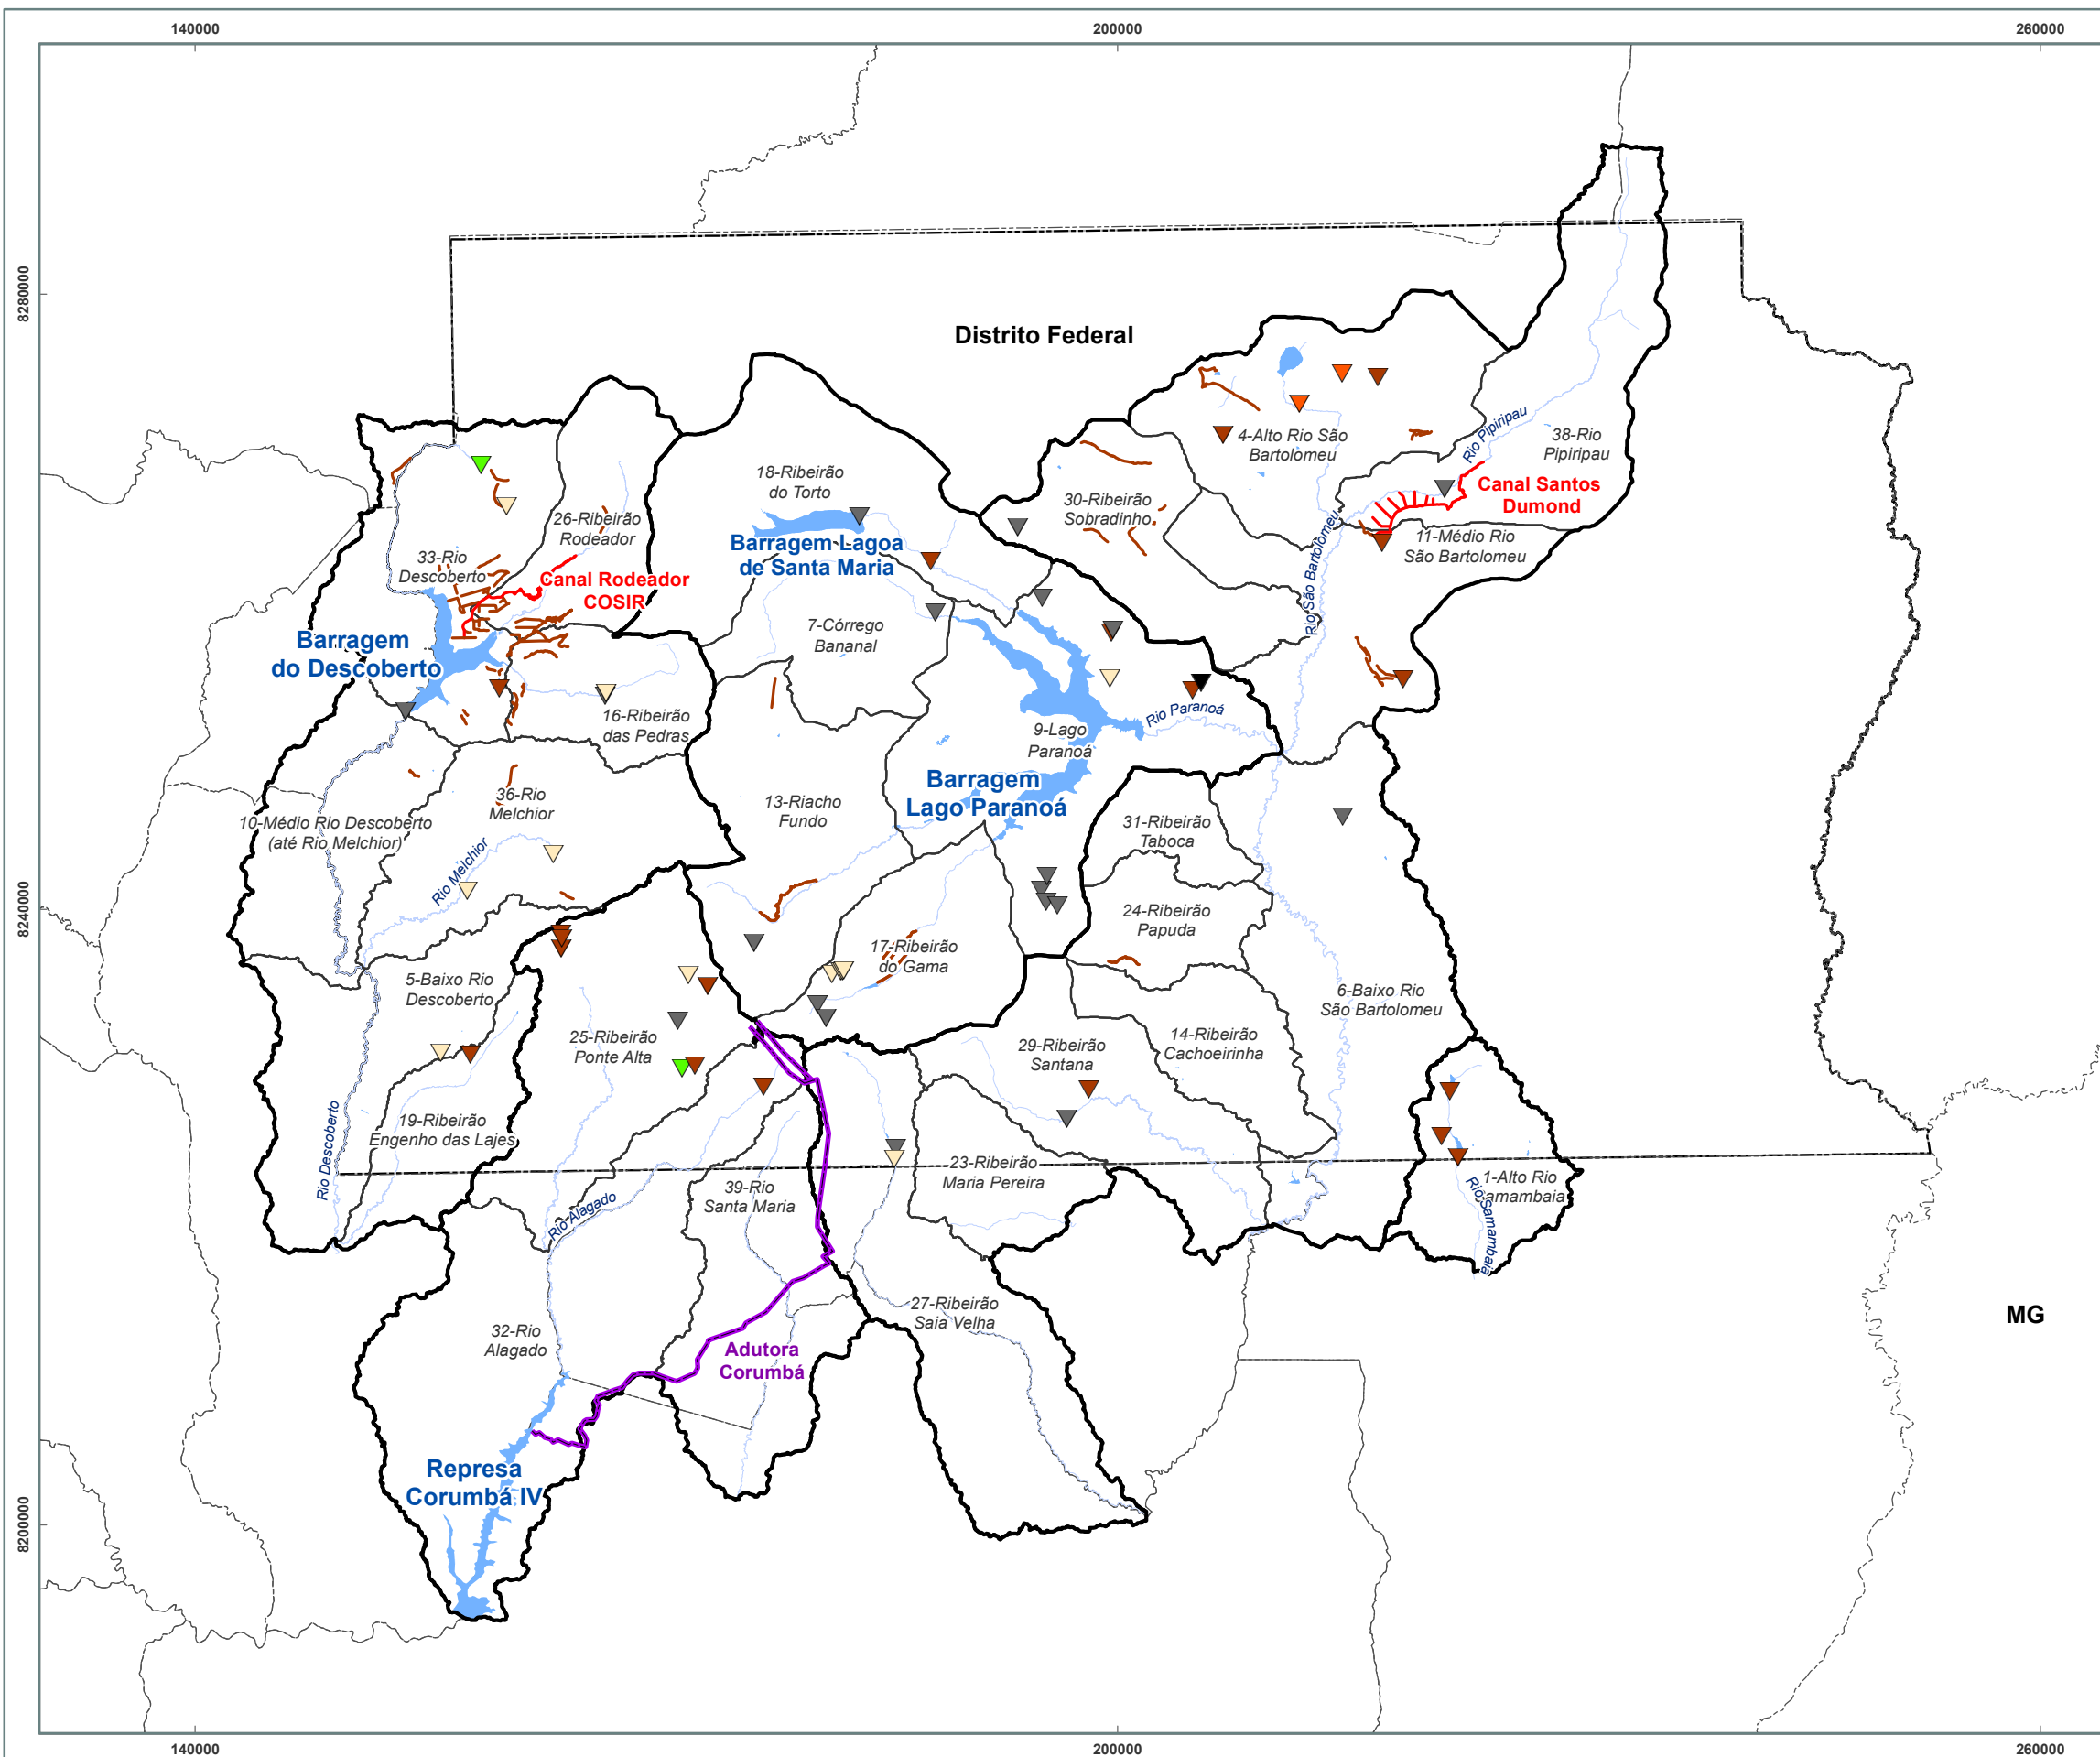 140000
200000
260000
8280000
Distrito Federal
38-Rio
Pipiripau
Rio Pipiripau
4-Alto Rio São
Bartolomeu
Canal Santos
Dumond
18-Ribeirão
do Torto
30-Ribeirão
Sobradinho
26-Ribeirão
Rodeador
Barragem Lagoa
de Santa Maria
11-Médio Rio
São Bartolomeu
33-Rio
Descoberto
Canal Rodeador
COSIR
Rio São Bartolomeu
7-Córrego
Bananal
Barragem
do Descoberto
16-Ribeirão
das Pedras
Rio Paranoá
9-Lago
Paranoá
Barragem
Lago Paranoá
36-Rio
Melchior
13-Riacho
Fundo
10-Médio Rio Descoberto
(até Rio Melchior)
31-Ribeirão
Taboca
Rio Melchior
8240000
24-Ribeirão
Papuda
17-Ribeirão
do Gama
5-Baixo Rio
Descoberto
6-Baixo Rio
São Bartolomeu
25-Ribeirão
Ponte Alta
29-Ribeirão
Santana
14-Ribeirão
Cachoeirinha
19-Ribeirão
Engenho das Lajes
Rio Descoberto
23-Ribeirão
Maria Pereira
1-Alto Rio
amambaia
Rio Samambaia
39-Rio
Santa Maria
Rio Alagado
27-Ribeirão
Saia Velha
MG
32-Rio
Alagado
Adutora
Corumbá
Represa
Corumbá IV
8200000
140000
200000
260000